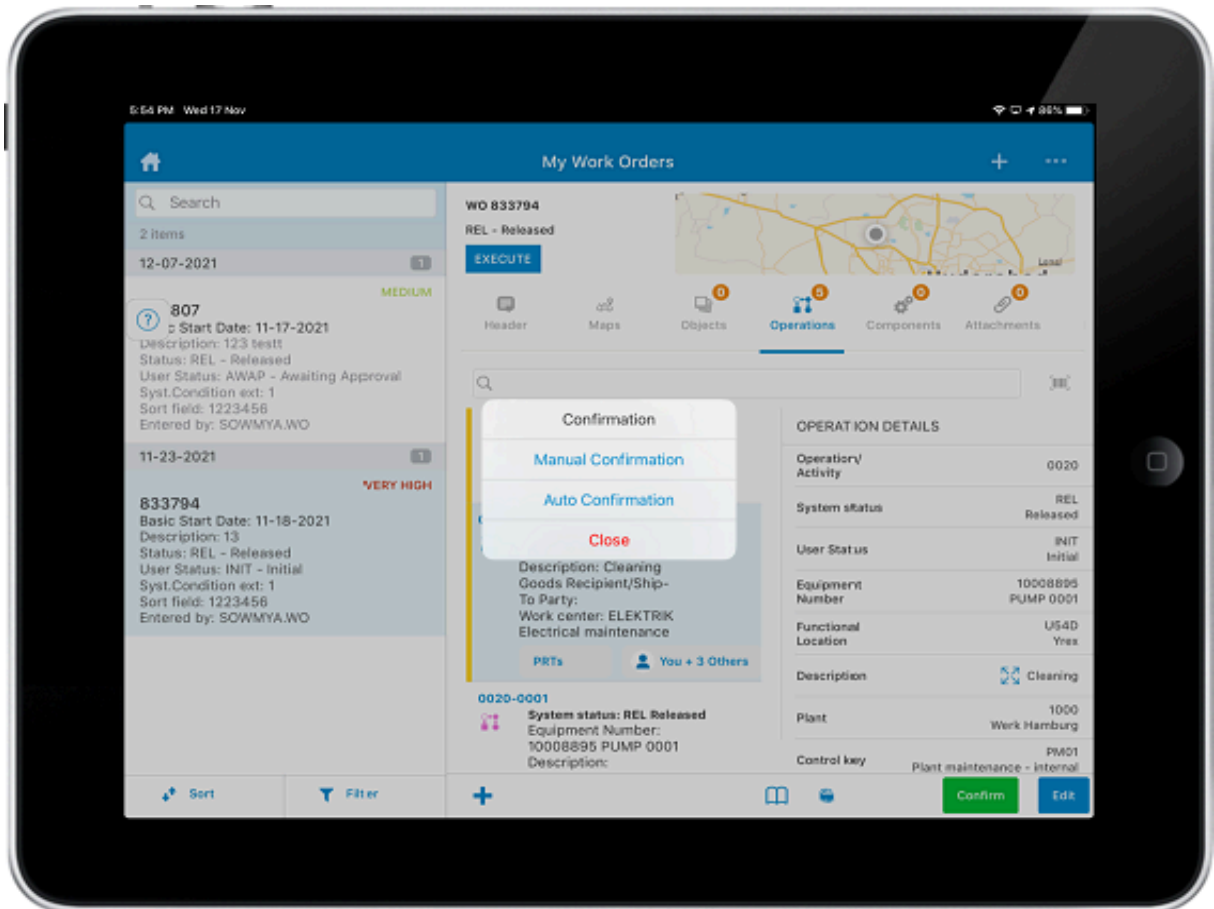 5:54 PM Wed 17 Nov
86%
My Work Orders
Search
2 items
12-07-2021
1
MEDIUM
807
Start Date: 11-17-2021
Description: 123 testt
Status: REL - Released
User Status: AWAP - Awaiting Approval
Syst.Condition ext: 1
Sort field: 1223456
Entered by: SOWMYA.WO
11-23-2021
1
VERY HIGH
833794
Basic Start Date: 11-18-2021
Description: 13
Status: REL - Released
User Status: INIT - Initial
Syst.Condition ext: 1
Sort field: 1223456
Entered by: SOWMYA.WO
Sort
Filter
WO 833794
REL - Released
EXECUTE
Legal
Header
Maps
0
Objects
5
Operations
0
Components
0
Attachments
Confirmation
Manual Confirmation
Auto Confirmation
Close
Description: Cleaning
Goods Recipient/Ship-
To Party:
Work center: ELEKTRIK
Electrical maintenance
PRTs
You + 3 Others
0020-0001
System status: REL Released
Equipment Number:
10008895 PUMP 0001
Description:
OPERATION DETAILS
Operation/
Activity
0020
System status
REL
Released
User Status
INIT
Initial
Equipment
Number
10008895
PUMP 0001
Functional
Location
US4D
Yrex
Description
Cleaning
Plant
1000
Werk Hamburg
Control key
PM01
Plant maintenance - internal
Confirm
Edit